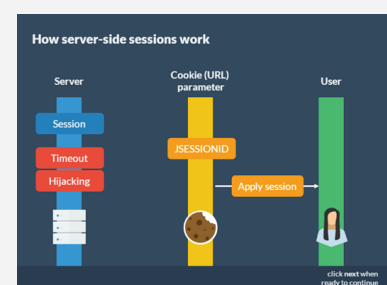 How server-side sessions work
Server
Cookie (URL)
parameter
User
Session
Timeout
Hijacking
JSESSIONID
Apply session
click next when
ready to continue